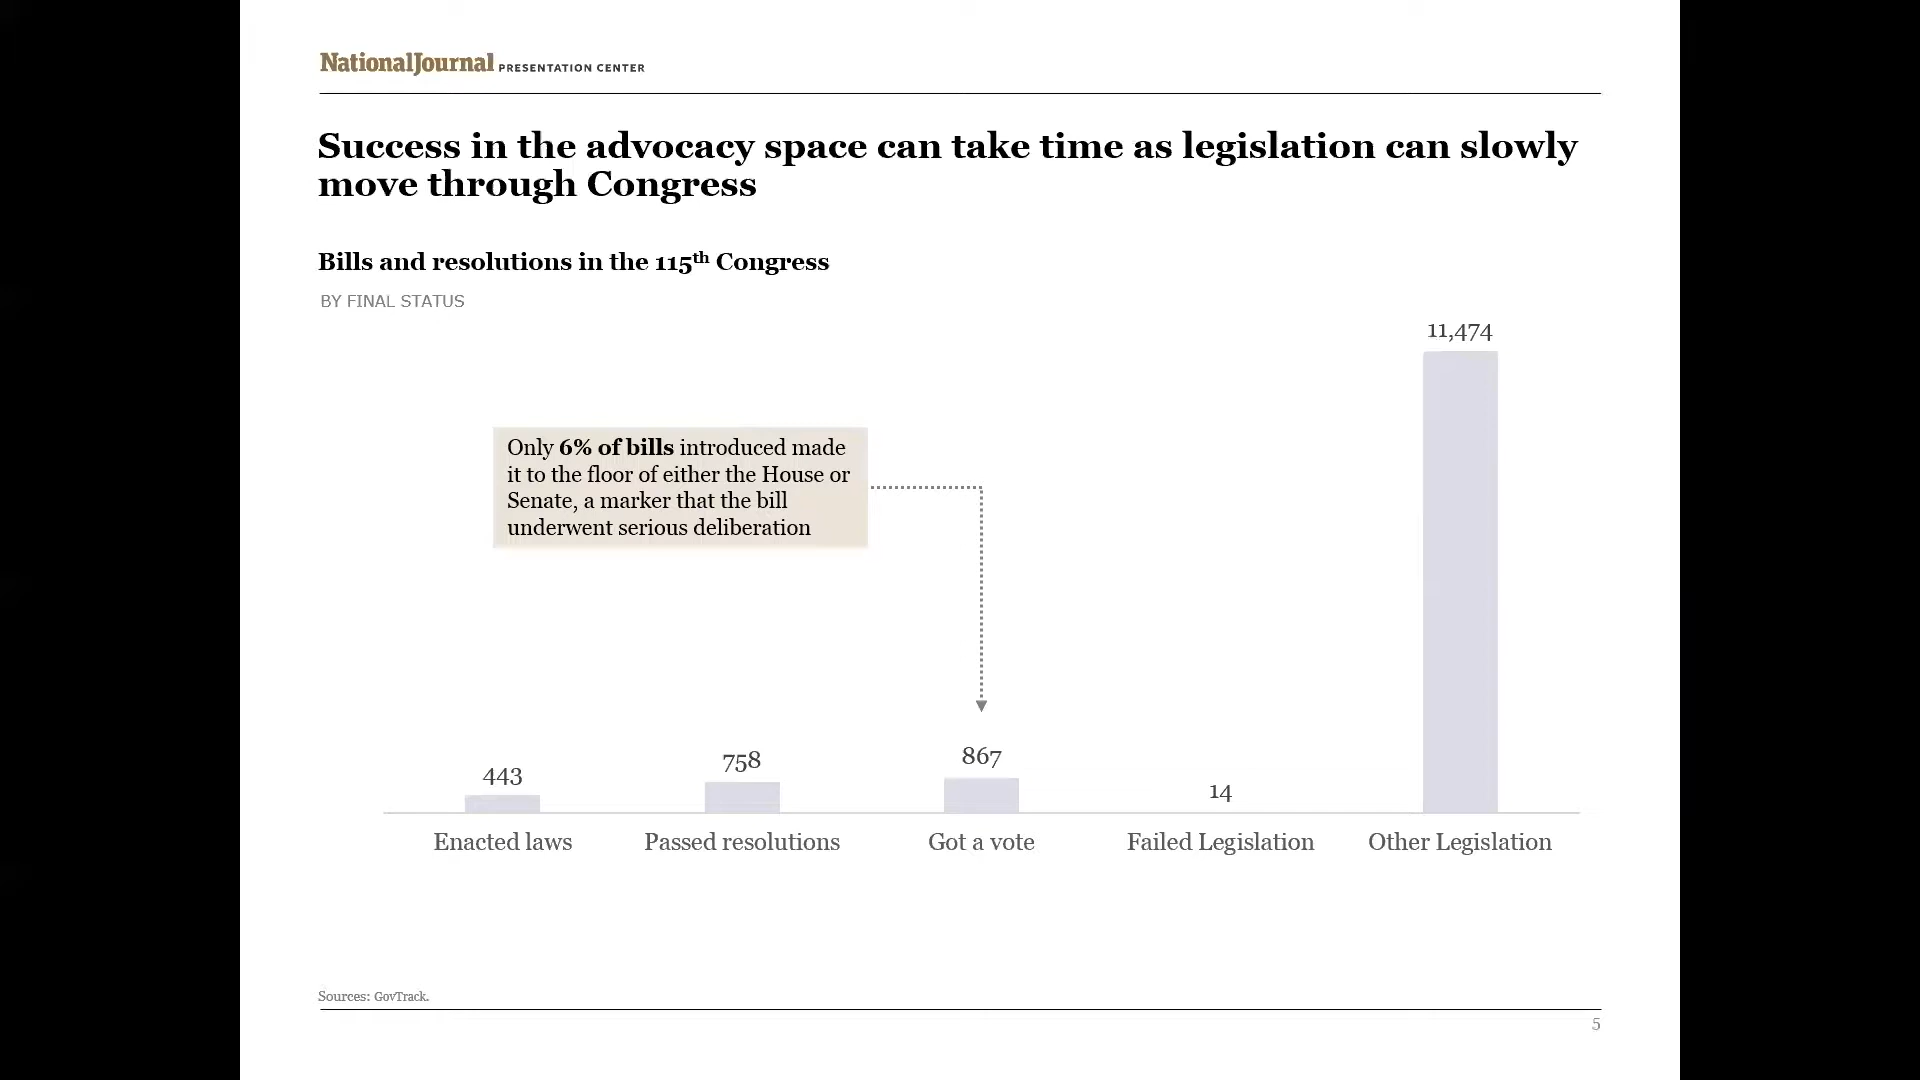 NationalJournal PRESENTATION CENTER
Success in the advocacy space can take time as legislation can slowly
move through Congress
Bills and resolutions in the 115th Congress
BY FINAL STATUS
11,474
Only 6% of bills introduced made
it to the floor of either the House or
Senate, a marker that the bill
underwent serious deliberation
443
758
867
14
Enacted laws
Passed resolutions
Got a vote
Failed Legislation
Other Legislation
Sources: GovTrack.
5